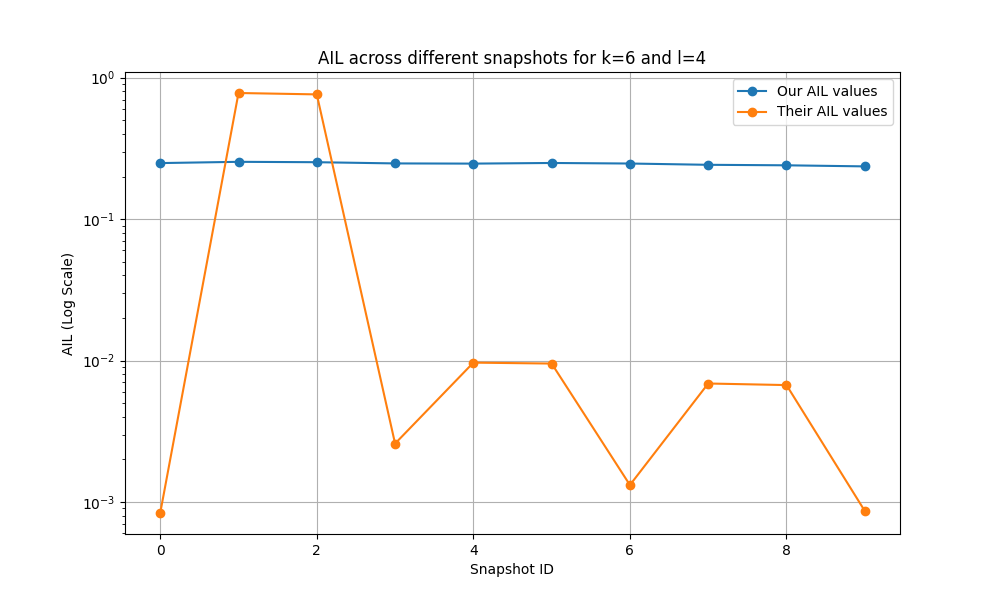 AIL across different snapshots for k=6 and l=4
Our AIL values
Their AIL values
AIL (Log Scale)
10⁰
10⁻¹
10⁻²
10⁻³
0 2 4 6 8
Snapshot ID